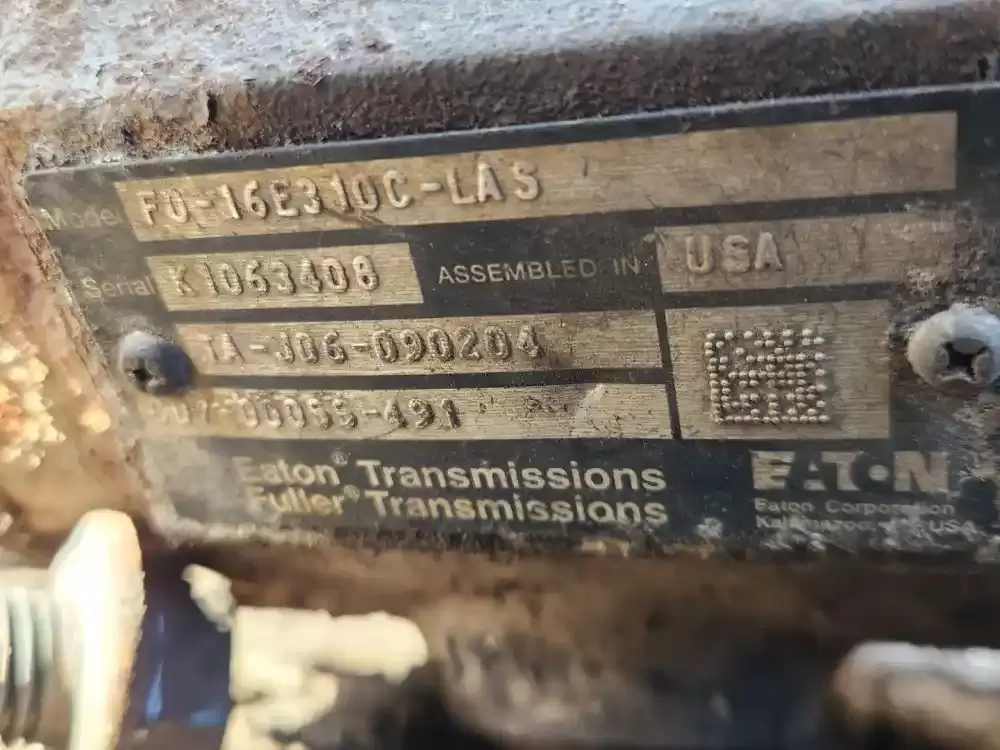 Model FO-16E310C-LAS
Serial K1063408 ASSEMBLED IN USA
TA-J06-090204
Eaton® Transmissions
Fuller® Transmissions
EATON
Eaton Corporation
USA